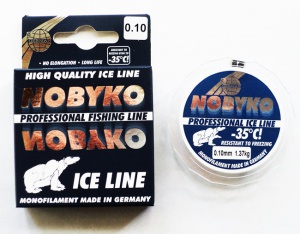 0.10
• NO ELONGATION • LONG LIFE
-35°C!
HIGH QUALITY ICE LINE
NOBYKO
PROFESSIONAL FISHING LINE
NOBYKO
ICE LINE
MONOFILAMENT MADE IN GERMANY
NOBYKO
PROFESSIONAL ICE LINE
-35°C!
RESISTANT TO FREEZING
0.10mm 1.37kg
MONOFILAMENT MADE IN GERMANY